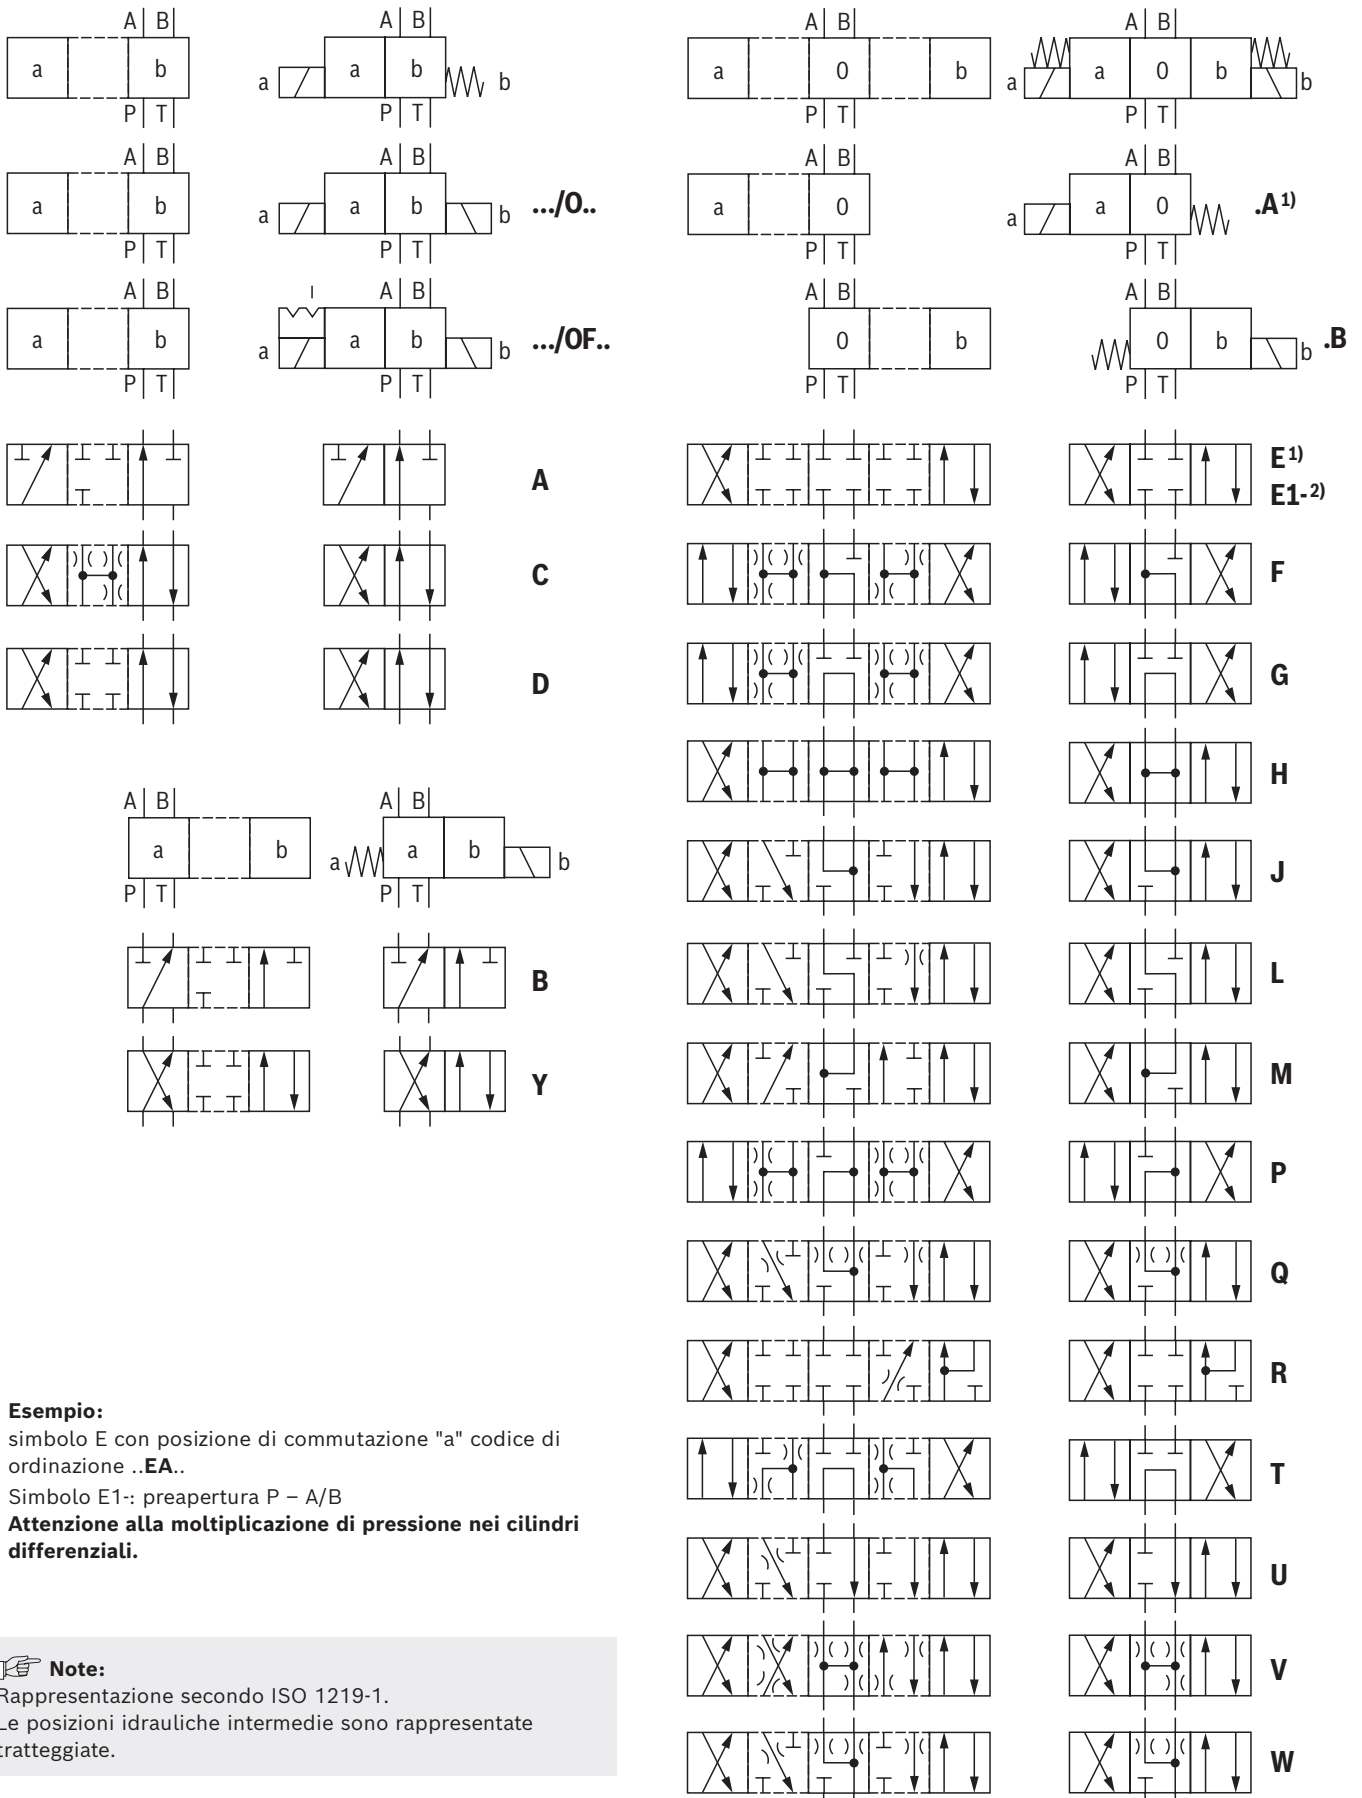 A B
a b
P T
A B
a a b b
P T
A B
a b
P T
A B
a a b b .../O..
P T
A B
a b
P T
A B
a a b b .../OF..
P T
A
C
D
A B
a b
P T
A B
a a b b
P T
B
Y
A B
a 0 b
P T
A B
a a 0 b b
P T
A B
a 0
P T
A B
a a 0 .A1)
P T
A B
0 b
P T
A B
0 b b .B
P T
E1)
E1-2)
F
G
H
J
L
M
P
Q
R
T
U
V
W
Esempio:
simbolo E con posizione di commutazione "a" codice di
ordinazione ..EA..
Simbolo E1-: preapertura P – A/B
Attenzione alla moltiplicazione di pressione nei cilindri
differenziali.
Note:
Rappresentazione secondo ISO 1219-1.
Le posizioni idrauliche intermedie sono rappresentate
tratteggiate.